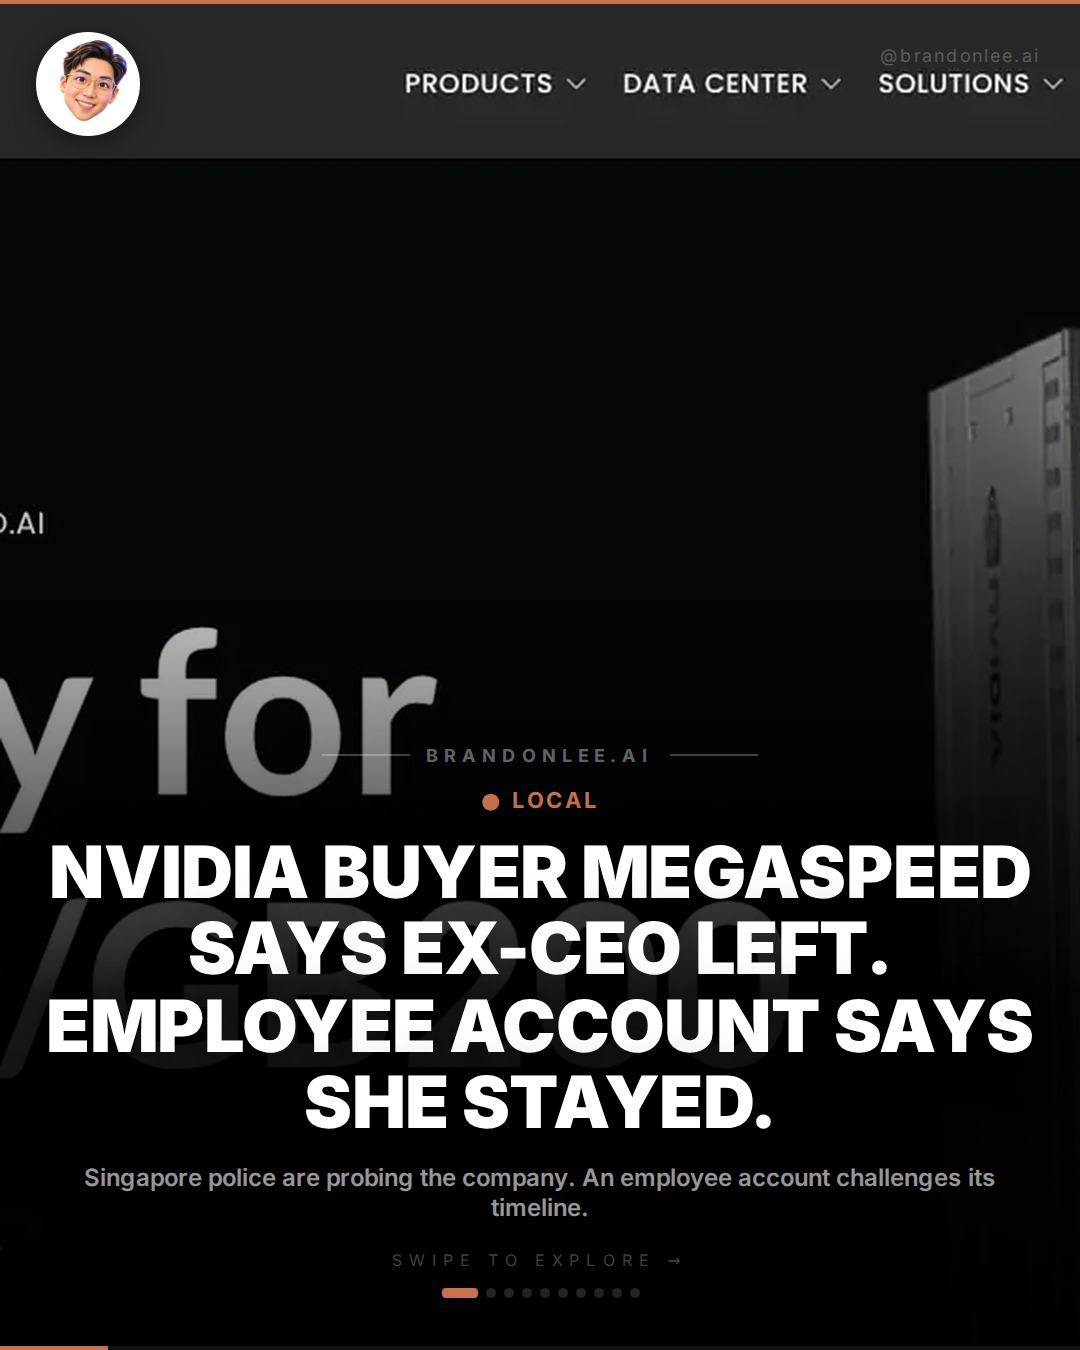 @brandonlee.ai
PRODUCTS DATA CENTER SOLUTIONS
.AI
y for
BRANDONLEE.AI
LOCAL
NVIDIA BUYER MEGASPEED
SAYS EX-CEO LEFT.
EMPLOYEE ACCOUNT SAYS
SHE STAYED.
/GB200
NVIDIA
Singapore police are probing the company. An employee account challenges its
timeline.
SWIPE TO EXPLORE →